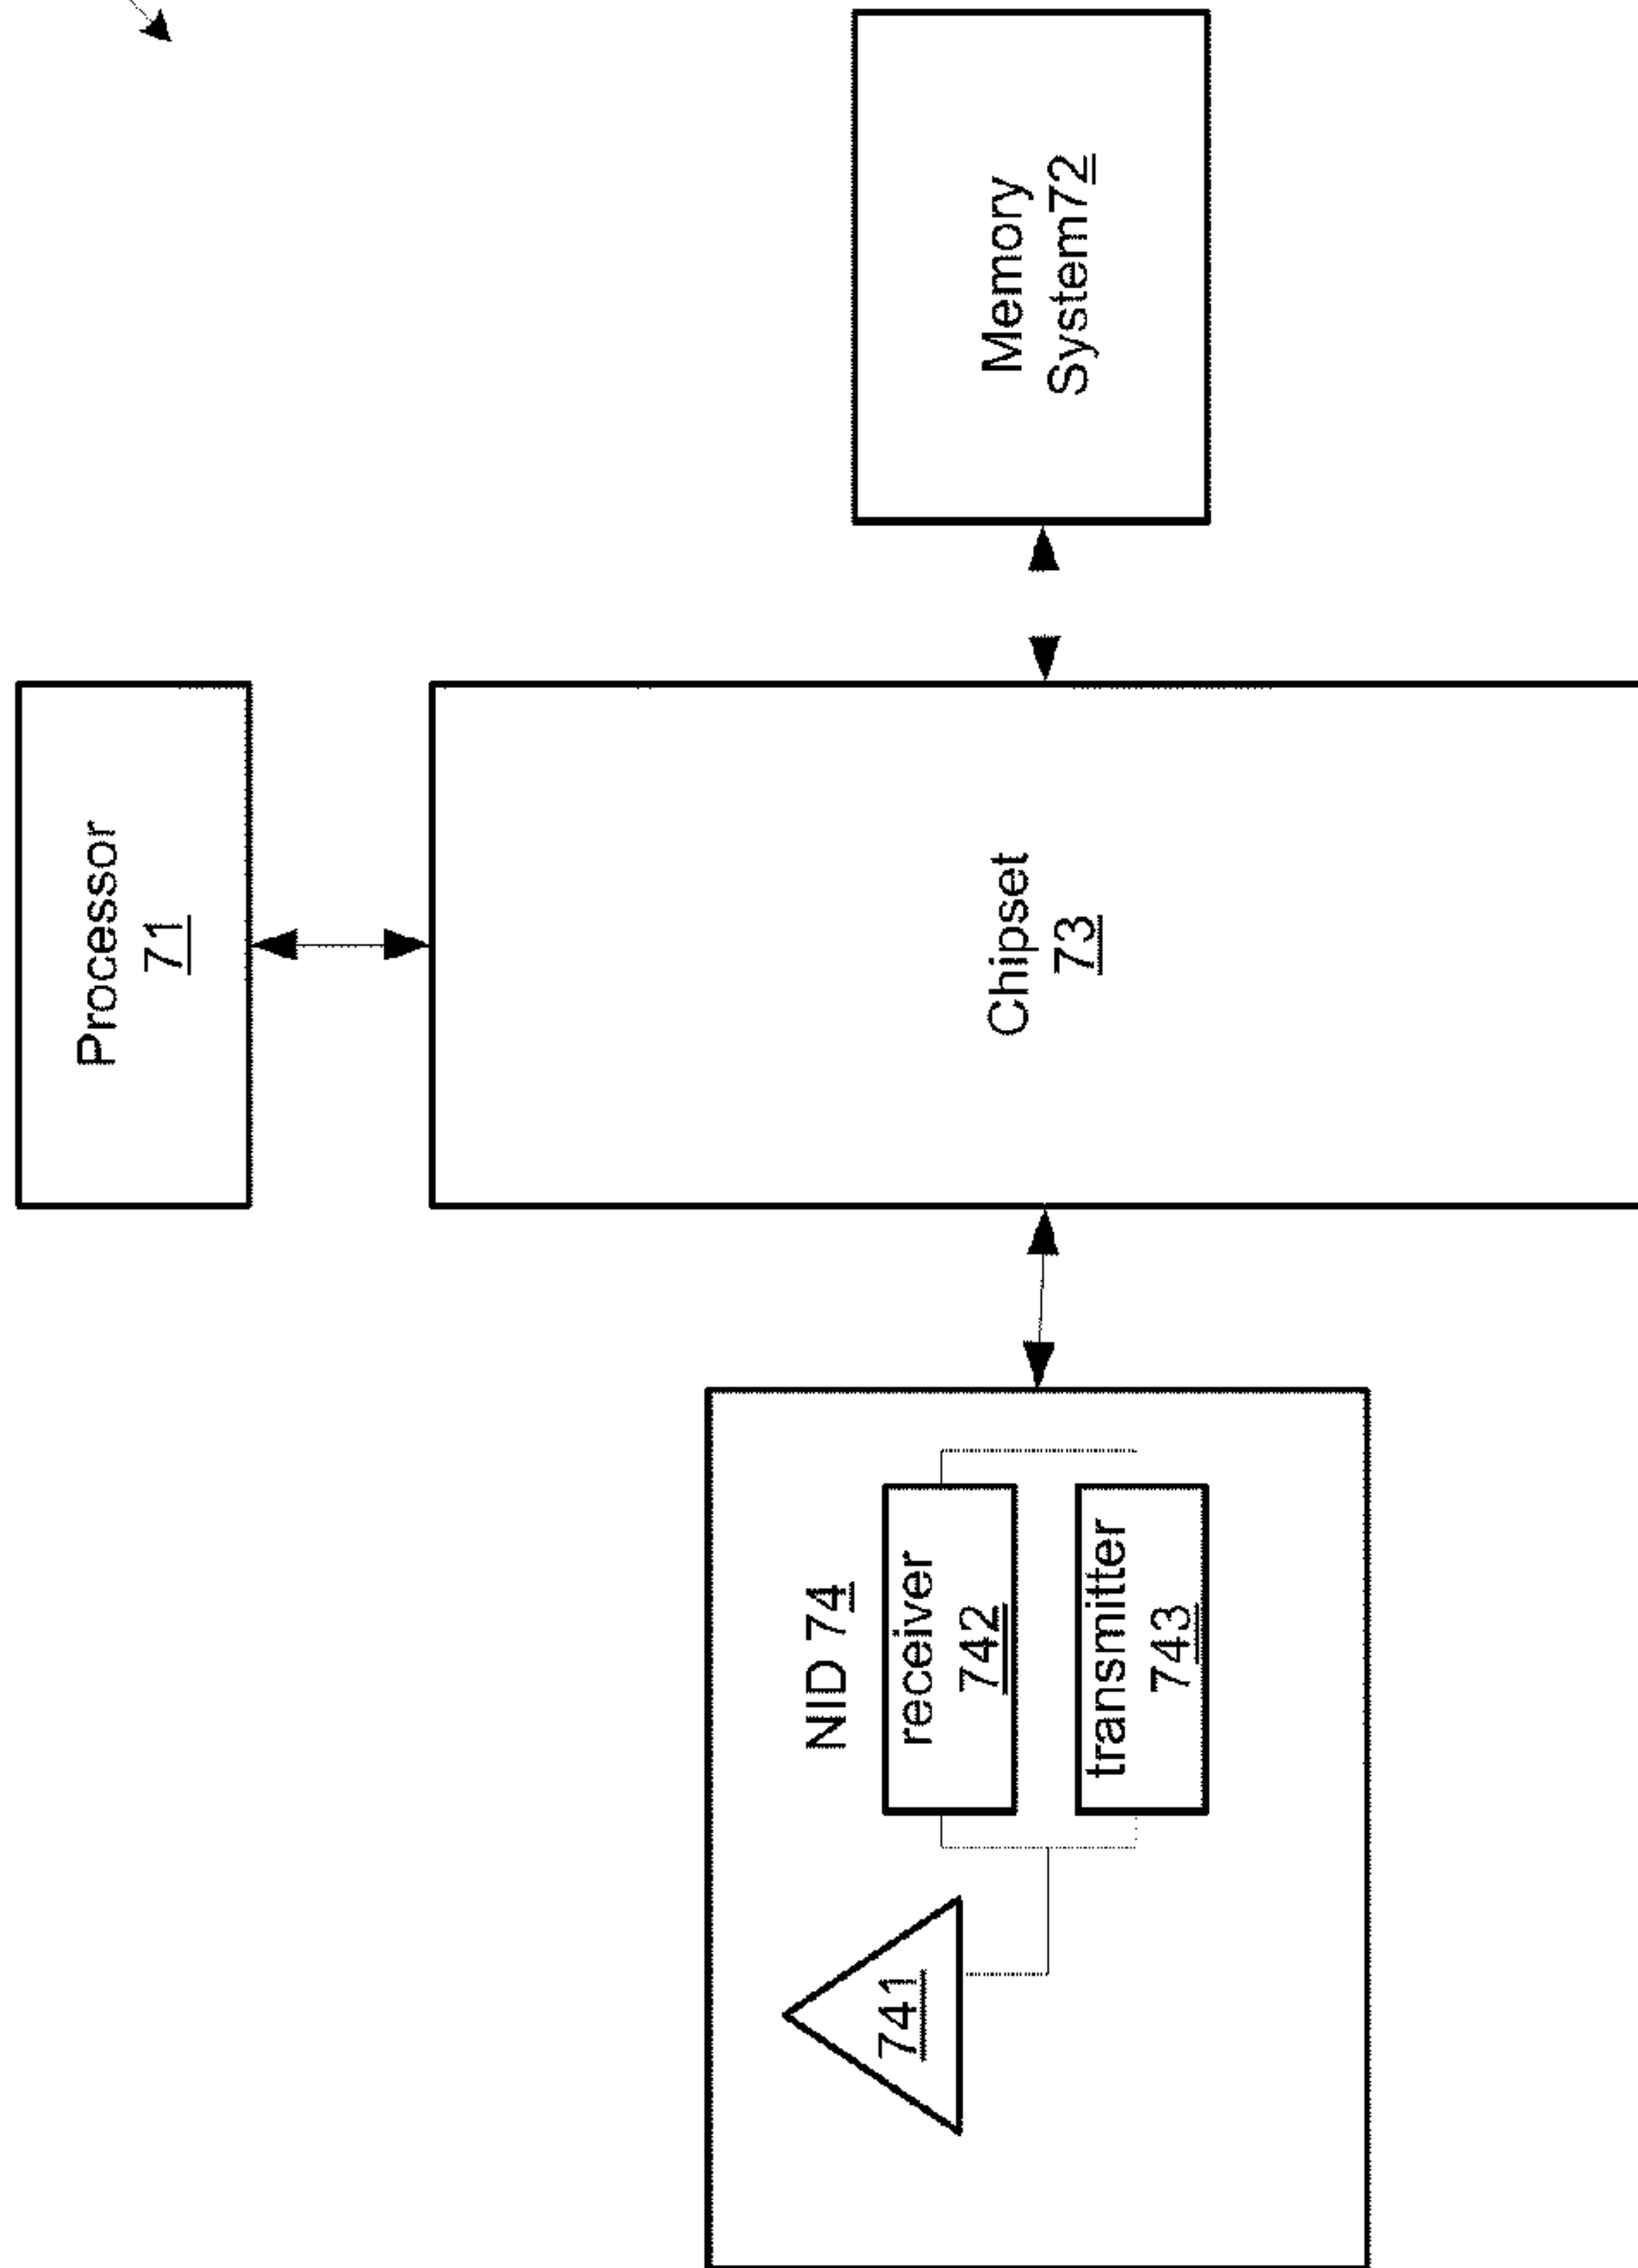 Processor
71
NID 74
741
receiver
742
transmitter
743
Chipset
73
Memory
System72